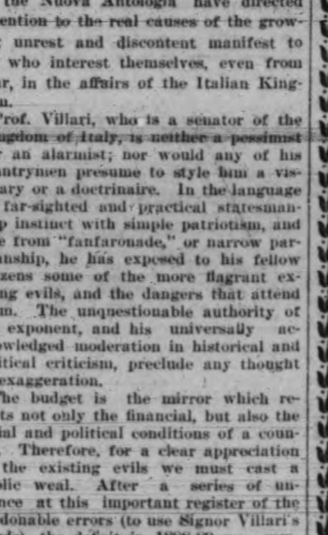 the Nuova Antologia have directed
ention to the real causes of the grow-
unrest and discontent manifest to
who interest themselves, even from
r, in the affairs of the Italian King-
m.
Prof. Villari, who is a senator of the
ngdom of Italy, is neither a pessimist
r an alarmist; nor would any of his
untrymen presume to style him a vis-
ary or a doctrinaire. In the language
far-sighted and practical statesman-
p instinct with simple patriotism, and
e from "fanfaronade," or narrow par-
anship, he has exposed to his fellow
izens some of the more flagrant ex-
ng evils, and the dangers that attend
m. The unquestionable authority of
exponent, and his universally ac-
owledged moderation in historical and
itical criticism, preclude any thought
exaggeration.
he budget is the mirror which re-
ts not only the financial, but also the
ial and political conditions of a coun-
. Therefore, for a clear appreciation
the existing evils we must cast a
blic weal. After a series of un-
nce at this important register of the
donable errors (to use Signor Villari's